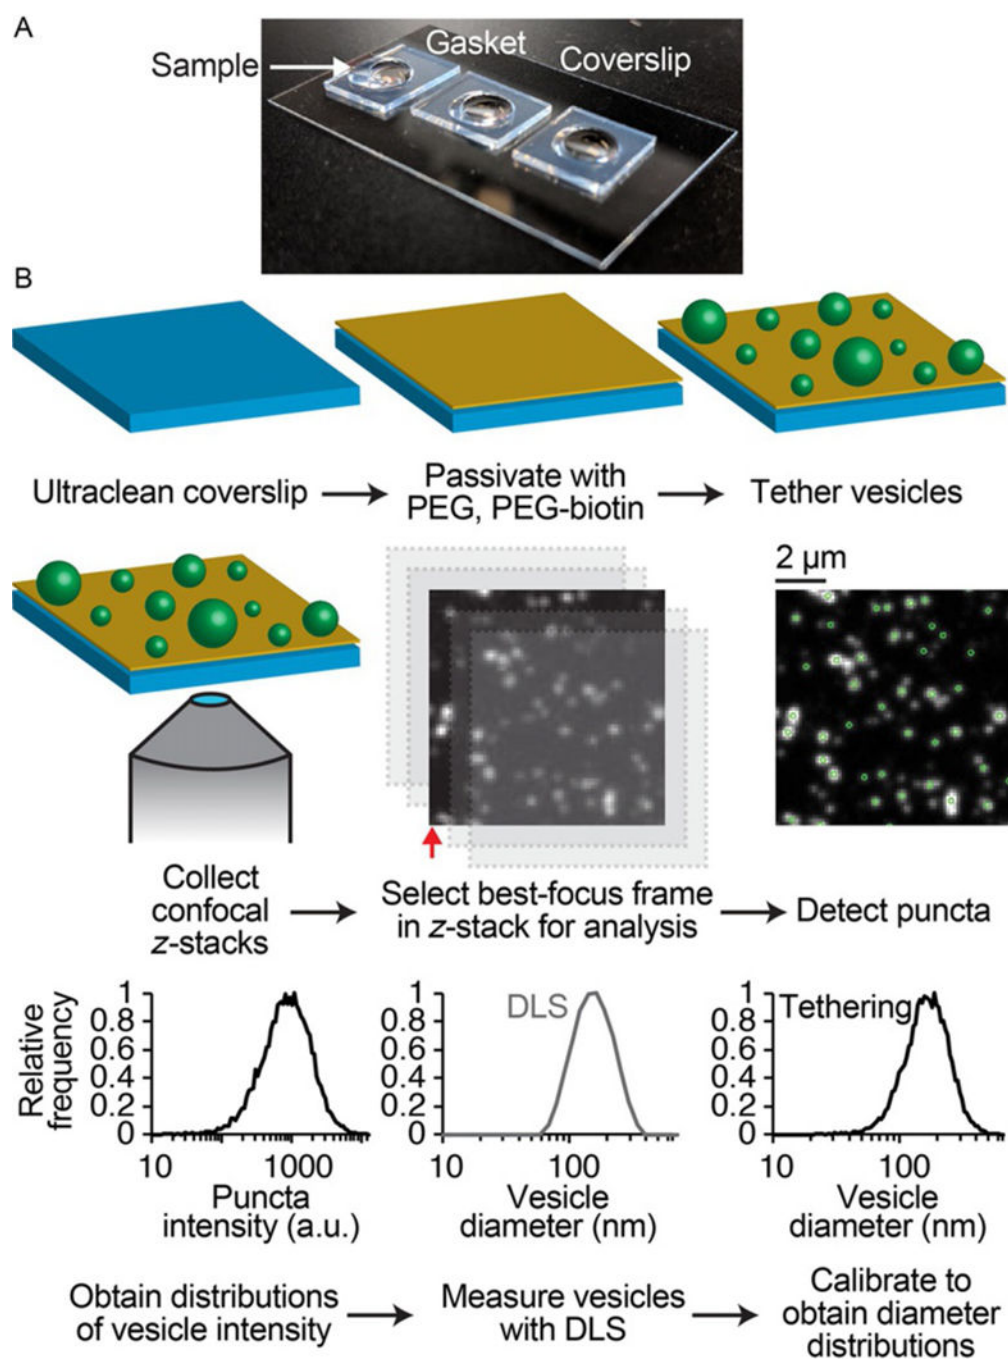 A
Sample
Gasket
Coverslip
B
Ultraclean coverslip
Passivate with
PEG, PEG-biotin
Tether vesicles
2 μm
Collect
confocal
z-stacks
Select best-focus frame
in z-stack for analysis
Detect puncta
Relative
frequency
1
0.8
0.6
0.4
0.2
0
10
1000
Puncta
intensity (a.u.)
DLS
1
0.8
0.6
0.4
0.2
0
10
100
Vesicle
diameter (nm)
Tethering
1
0.8
0.6
0.4
0.2
0
10
100
Vesicle
diameter (nm)
Obtain distributions
of vesicle intensity
Measure vesicles
with DLS
Calibrate to
obtain diameter
distributions